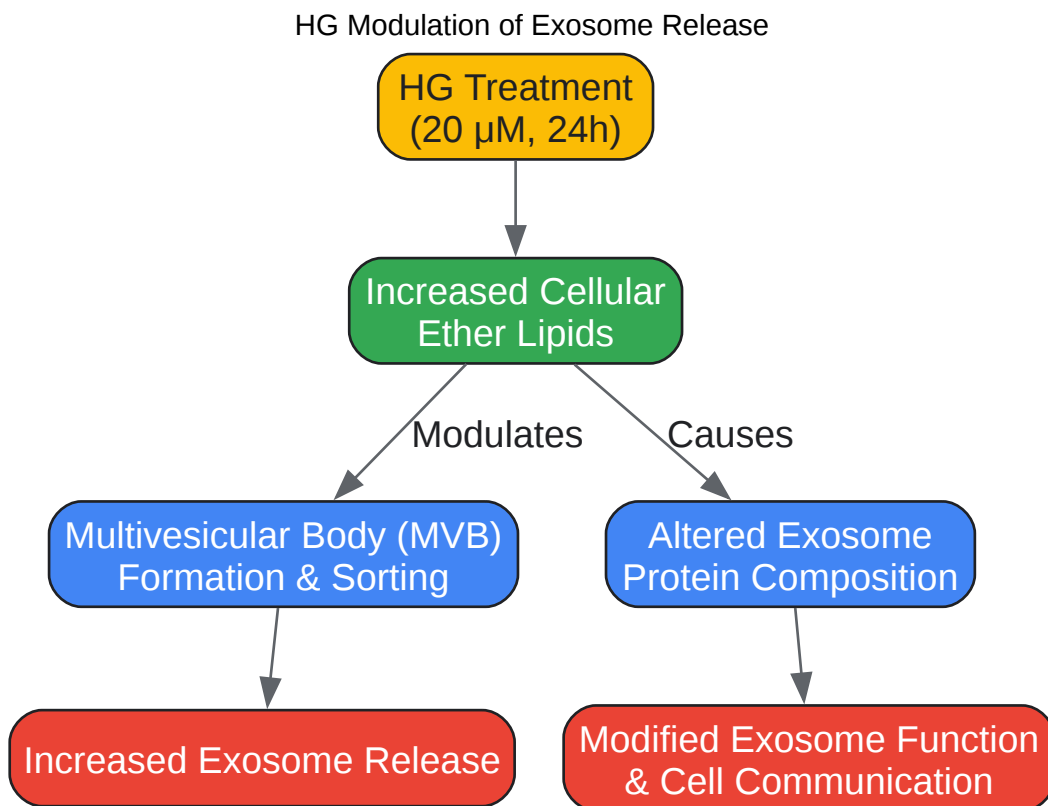 HG Modulation of Exosome Release
HG Treatment
(20 μM, 24h)
Increased Cellular
Ether Lipids
Modulates
Causes
Multivesicular Body (MVB)
Formation & Sorting
Altered Exosome
Protein Composition
Increased Exosome Release
Modified Exosome Function
& Cell Communication